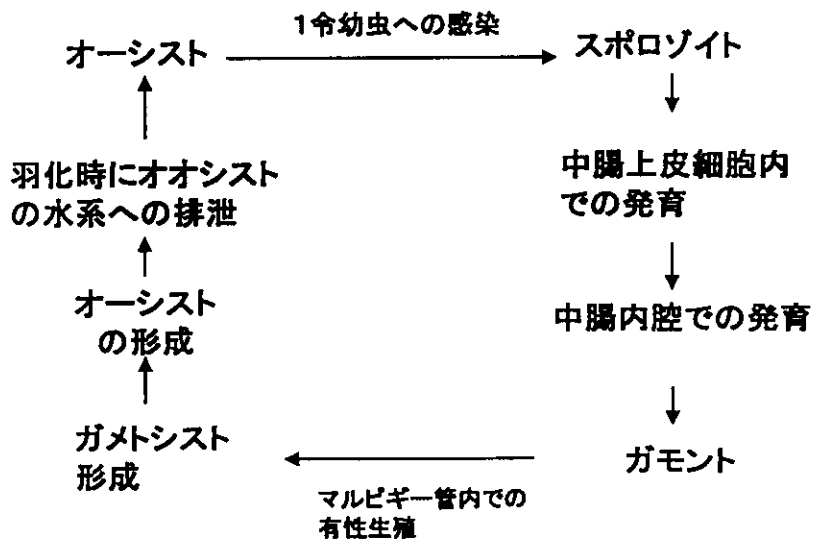 1令幼虫への感染
オーシスト
スポロゾイト
中腸上皮細胞内
での発育
中腸内腔での発育
ガモント
マルピギー管内での
有性生殖
ガメトシスト
形成
オーシスト
の形成
羽化時にオオシスト
の水系への排泄